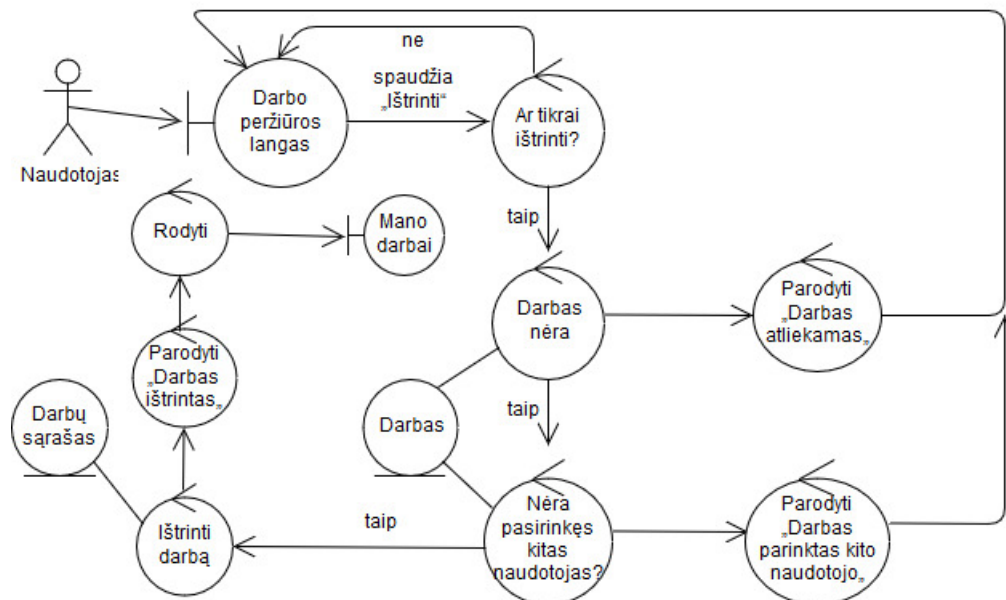 ne
spaudžia
„Ištrinti“
Naudotojas
Darbo
peržiūros
langas
Ar tikrai
ištrinti?
taip
Rodyti
Mano
darbai
Darbas
nėra
Parodyti
„Darbas
atliekamas„
Parodyti
„Darbas
ištrintas„
Darbų
sąrašas
Darbas
taip
Ištrinti
darbą
taip
Nėra
pasirinkęs
kitas
naudotojas?
Parodyti
„Darbas
parinktas kito
naudotojo„